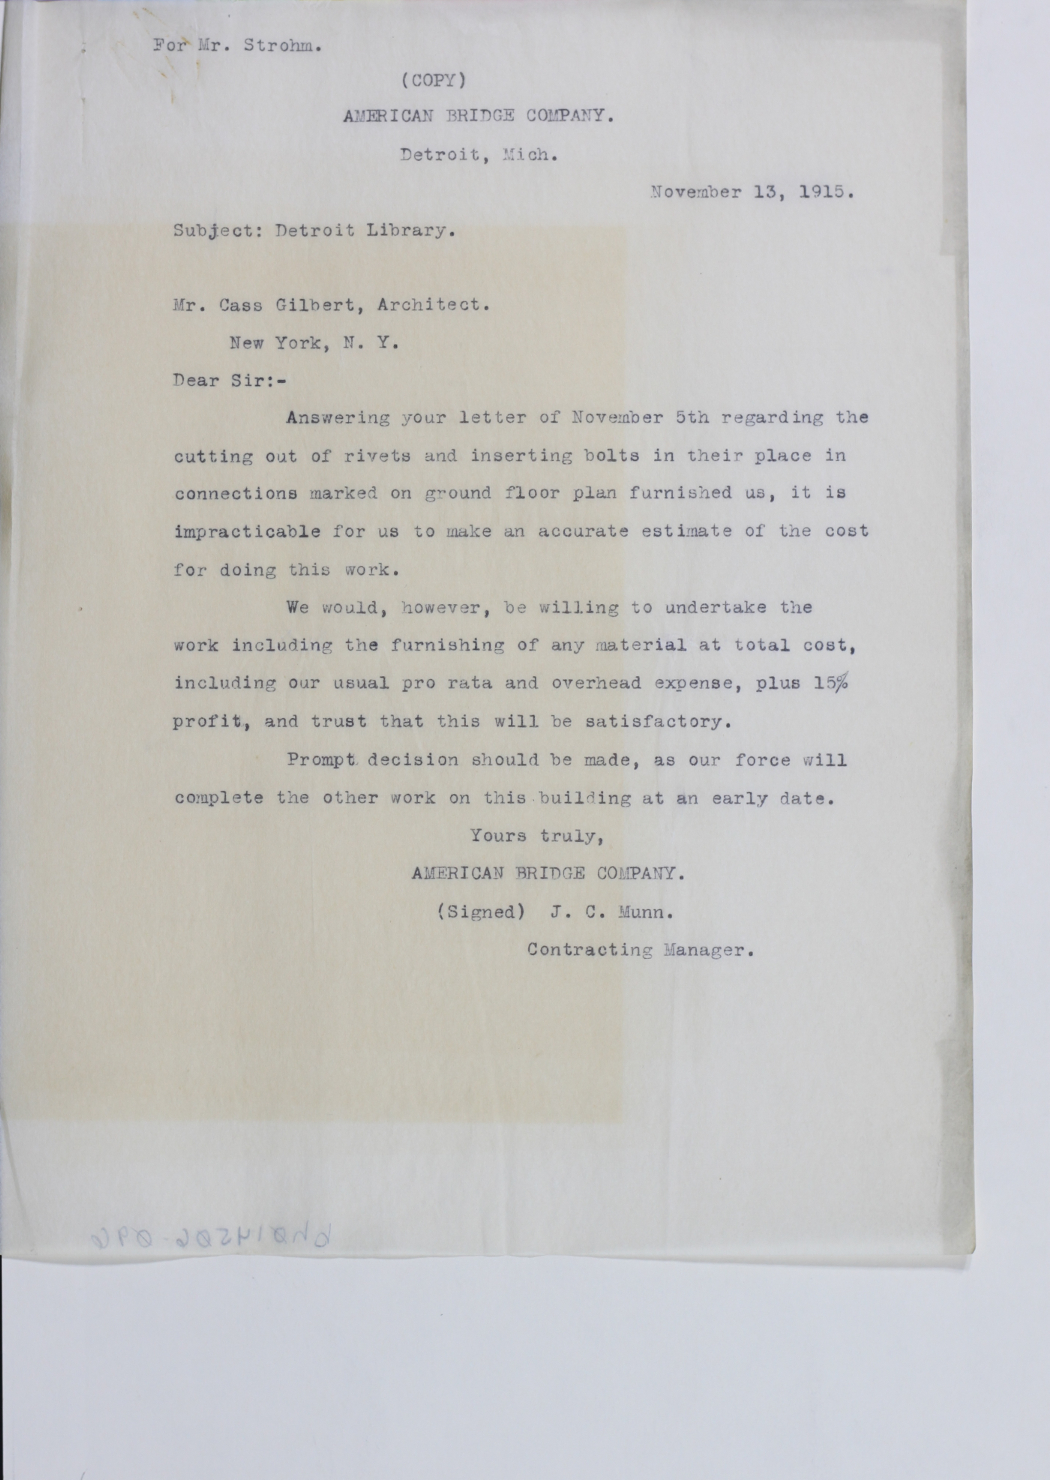 For Mr. Strohm.
(COPY)
AMERICAN BRIDGE COMPANY.
Detroit, Mich.
November 13, 1915.
Subject: Detroit Library.
Mr. Cass Gilbert, Architect.
New York, N. Y.
Dear Sir:-
Answering your letter of November 5th regarding the
cutting out of rivets and inserting bolts in their place in
connections marked on ground floor plan furnished us, it is
impracticable for us to make an accurate estimate of the cost
for doing this work.
We would, however, be willing to undertake the
work including the furnishing of any material at total cost,
including our usual pro rata and overhead expense, plus 15%
profit, and trust that this will be satisfactory.
Prompt decision should be made, as our force will
complete the other work on this building at an early date.
Yours truly,
AMERICAN BRIDGE COMPANY.
(Signed) J. C. Munn.
Contracting Manager.